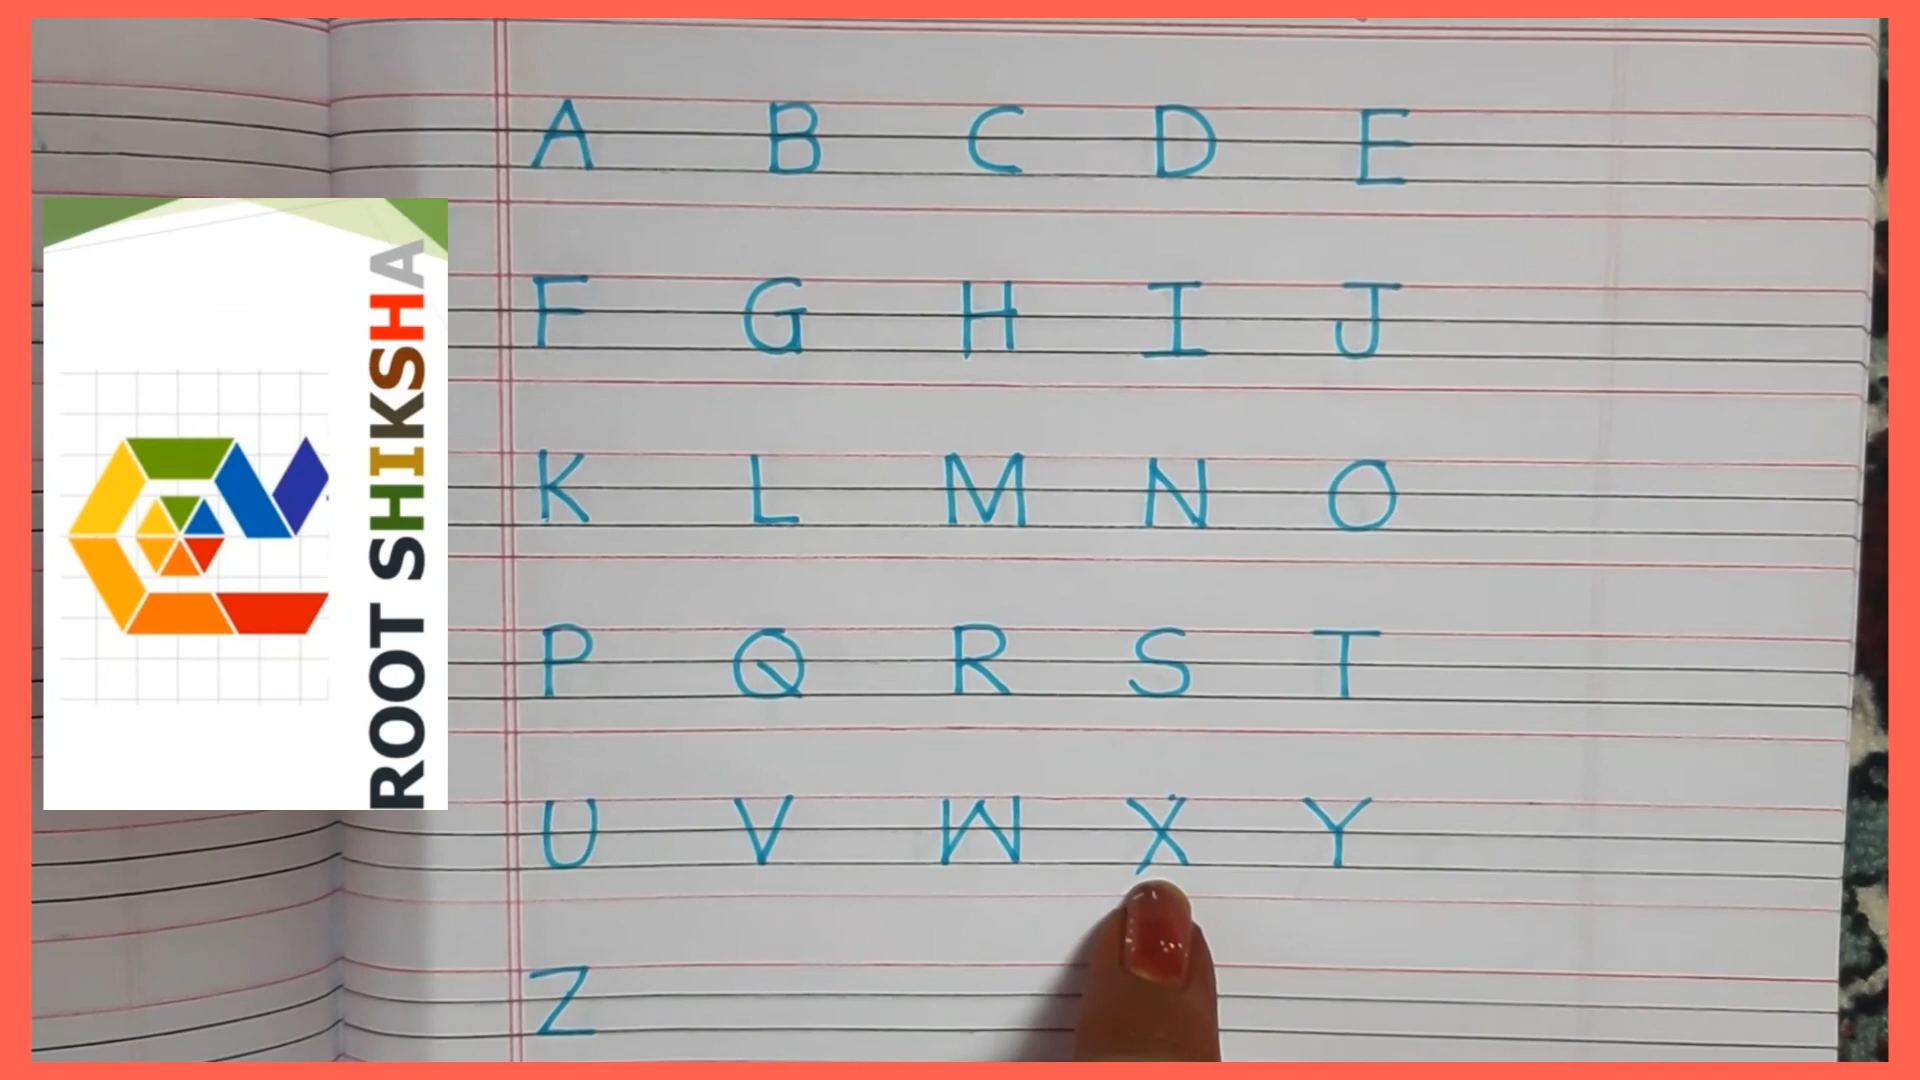 A B C D E
F G H I J
K L M N O
P Q R S T
U V W X Y
Z
ROOT SHIKSHA